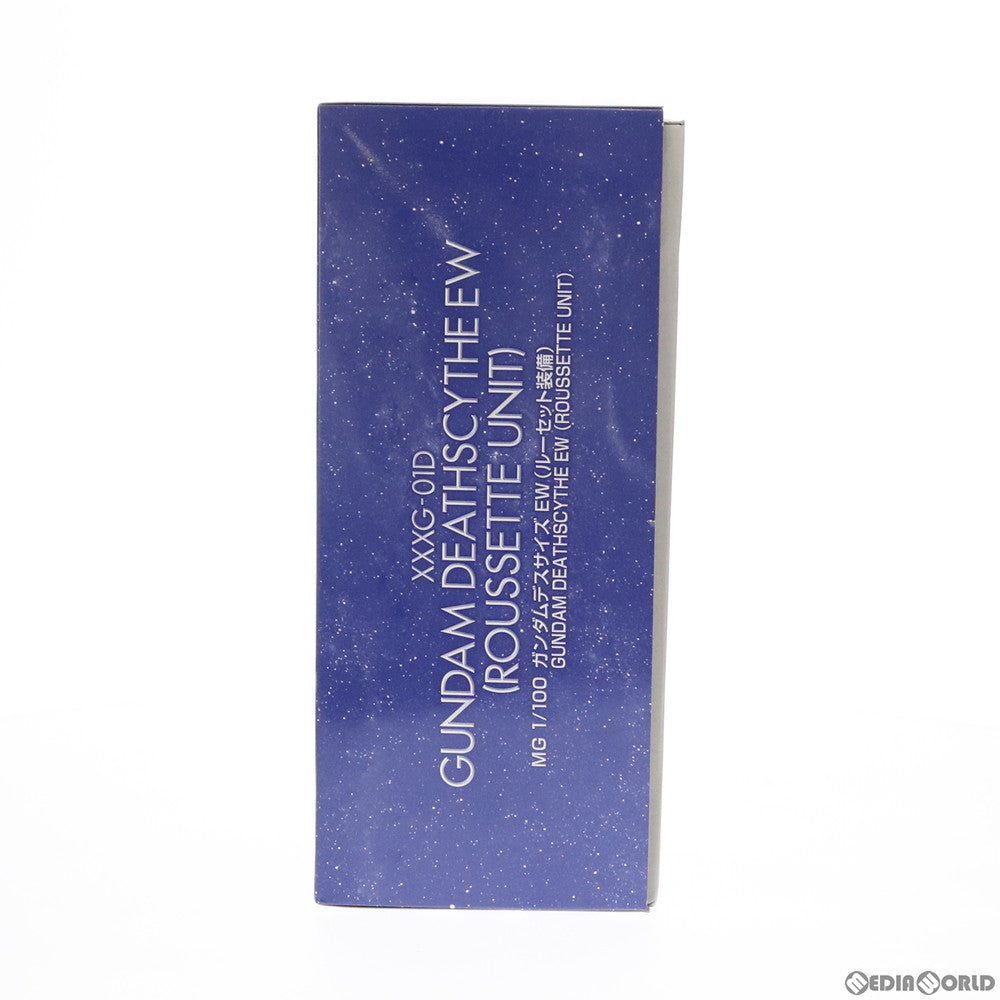 XXXG-01D
GUNDAM DEATHSCYTHE EW
(ROUSSETTE UNIT)
MG 1/100 ガンダムデスサイズ EW(ルーセット装備)
GUNDAM DEATHSCYTHE EW (ROUSSETTE UNIT)
MEDIAWORLD